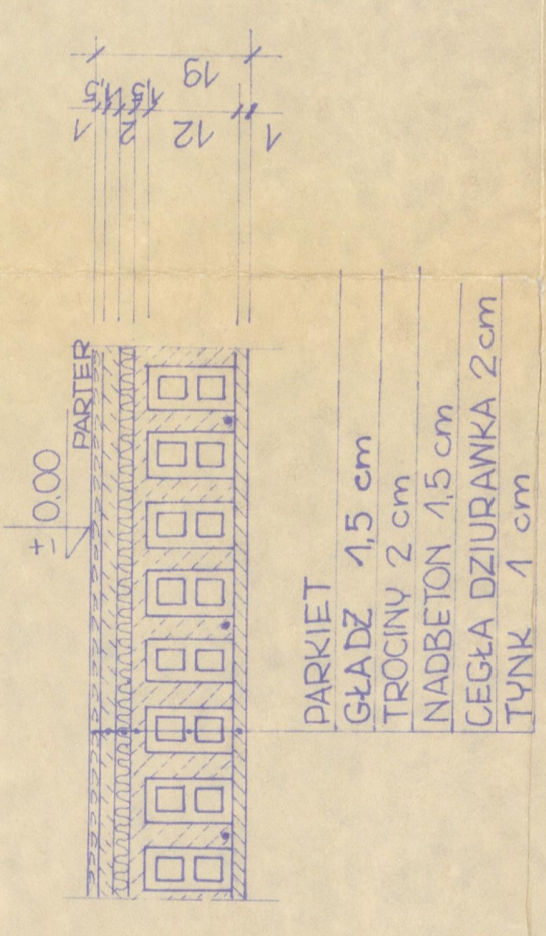 ± 0,00
PARTER
PARKIET
GŁADŹ 1,5 cm
TROCINY 2 cm
NADBETON 1,5 cm
CEGŁA DZIURAWKA 2cm
TYNK 1 cm
19
1 1,5 2 1,5 12 1